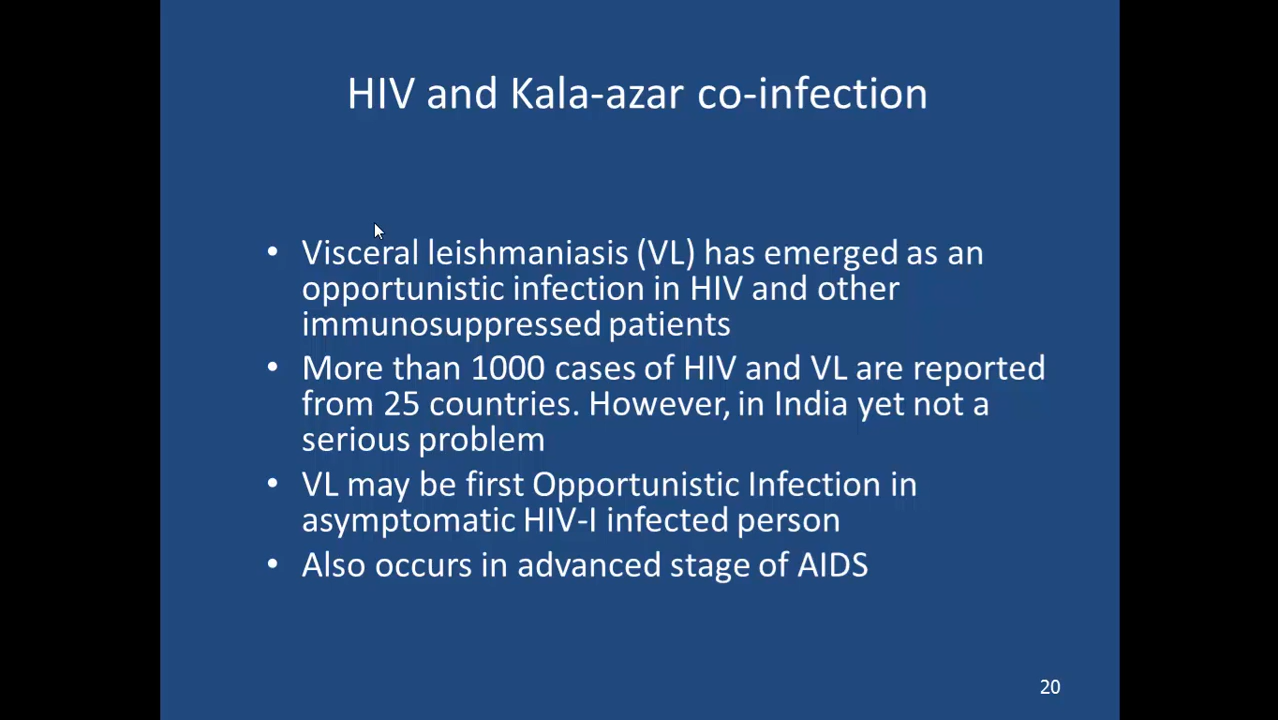 HIV and Kala-azar co-infection
• Visceral leishmaniasis (VL) has emerged as an
opportunistic infection in HIV and other
immunosuppressed patients
• More than 1000 cases of HIV and VL are reported
from 25 countries. However, in India yet not a
serious problem
• VL may be first Opportunistic Infection in
asymptomatic HIV-I infected person
• Also occurs in advanced stage of AIDS
20